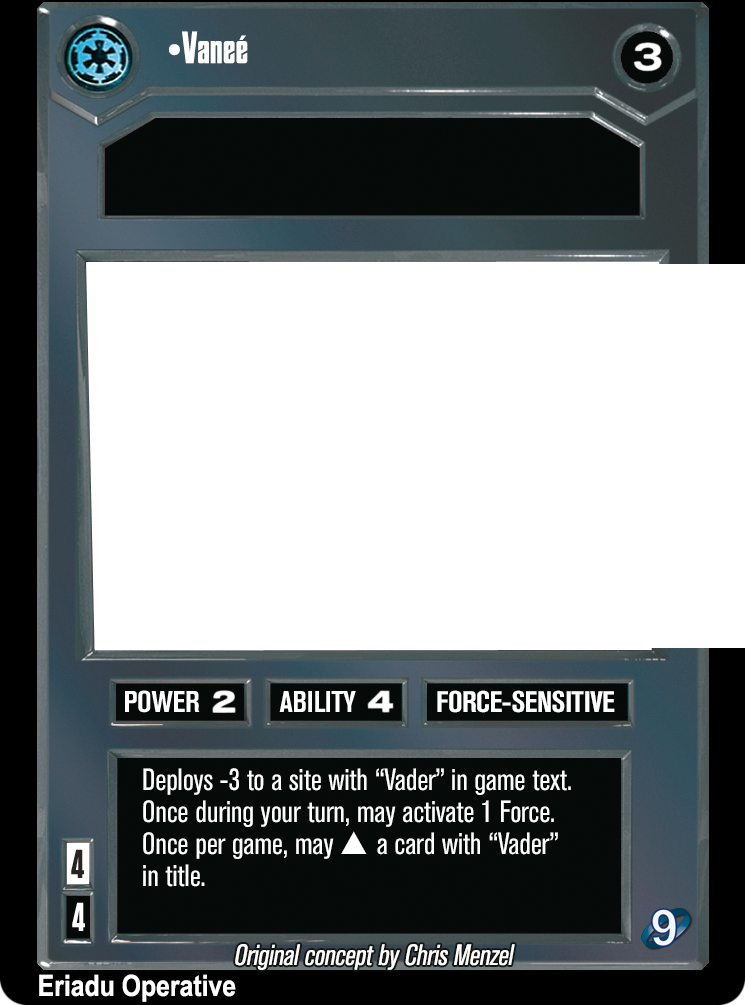 •Vaneé
3
POWER 2 ABILITY 4 FORCE-SENSITIVE
Deploys -3 to a site with “Vader” in game text.
Once during your turn, may activate 1 Force.
Once per game, may ▲ a card with “Vader”
in title.
4
4
9
Original concept by Chris Menzel
Eriadu Operative